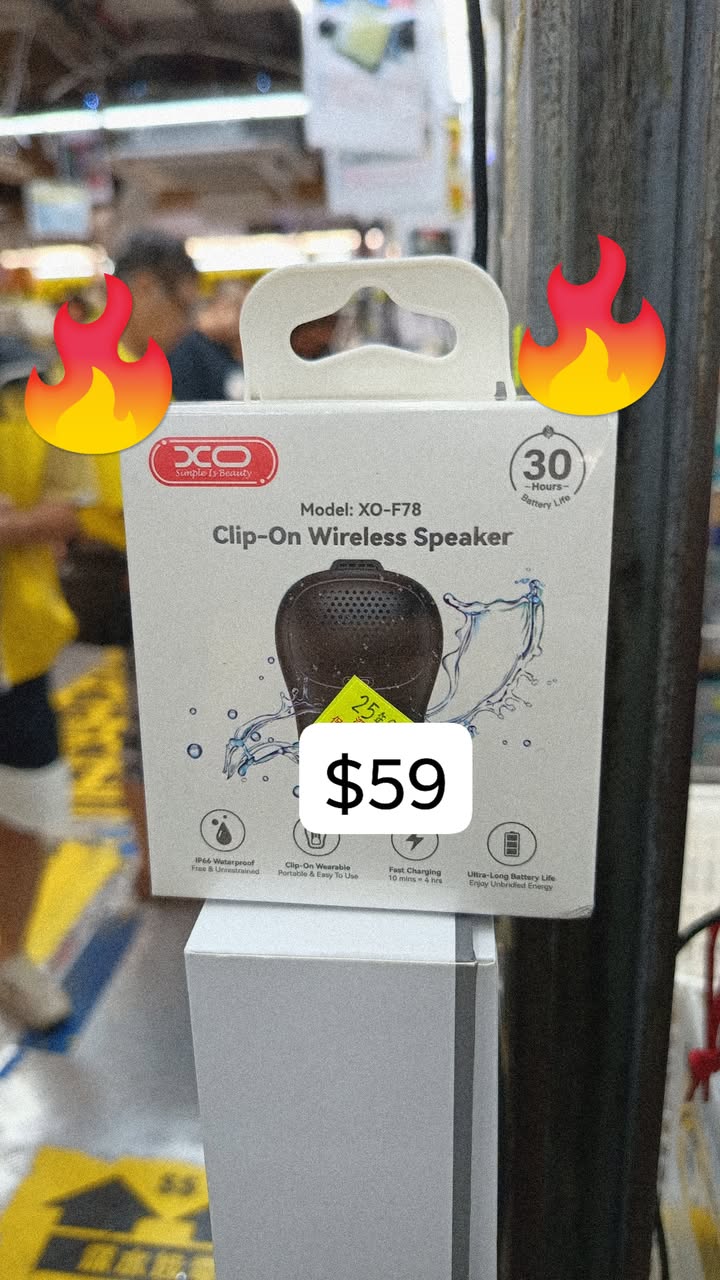 XO
Simple Is Beauty
30
Hours
Battery Life
Model: XO-F78
Clip-On Wireless Speaker
25
$59
IP66 Waterproof
Free & Unrestrained
Clip-On Wearable
Portable & Easy To Use
Fast Charging
10 mins = 4 hrs
Ultra-Long Battery Life
Enjoy Unbridled Energy
55